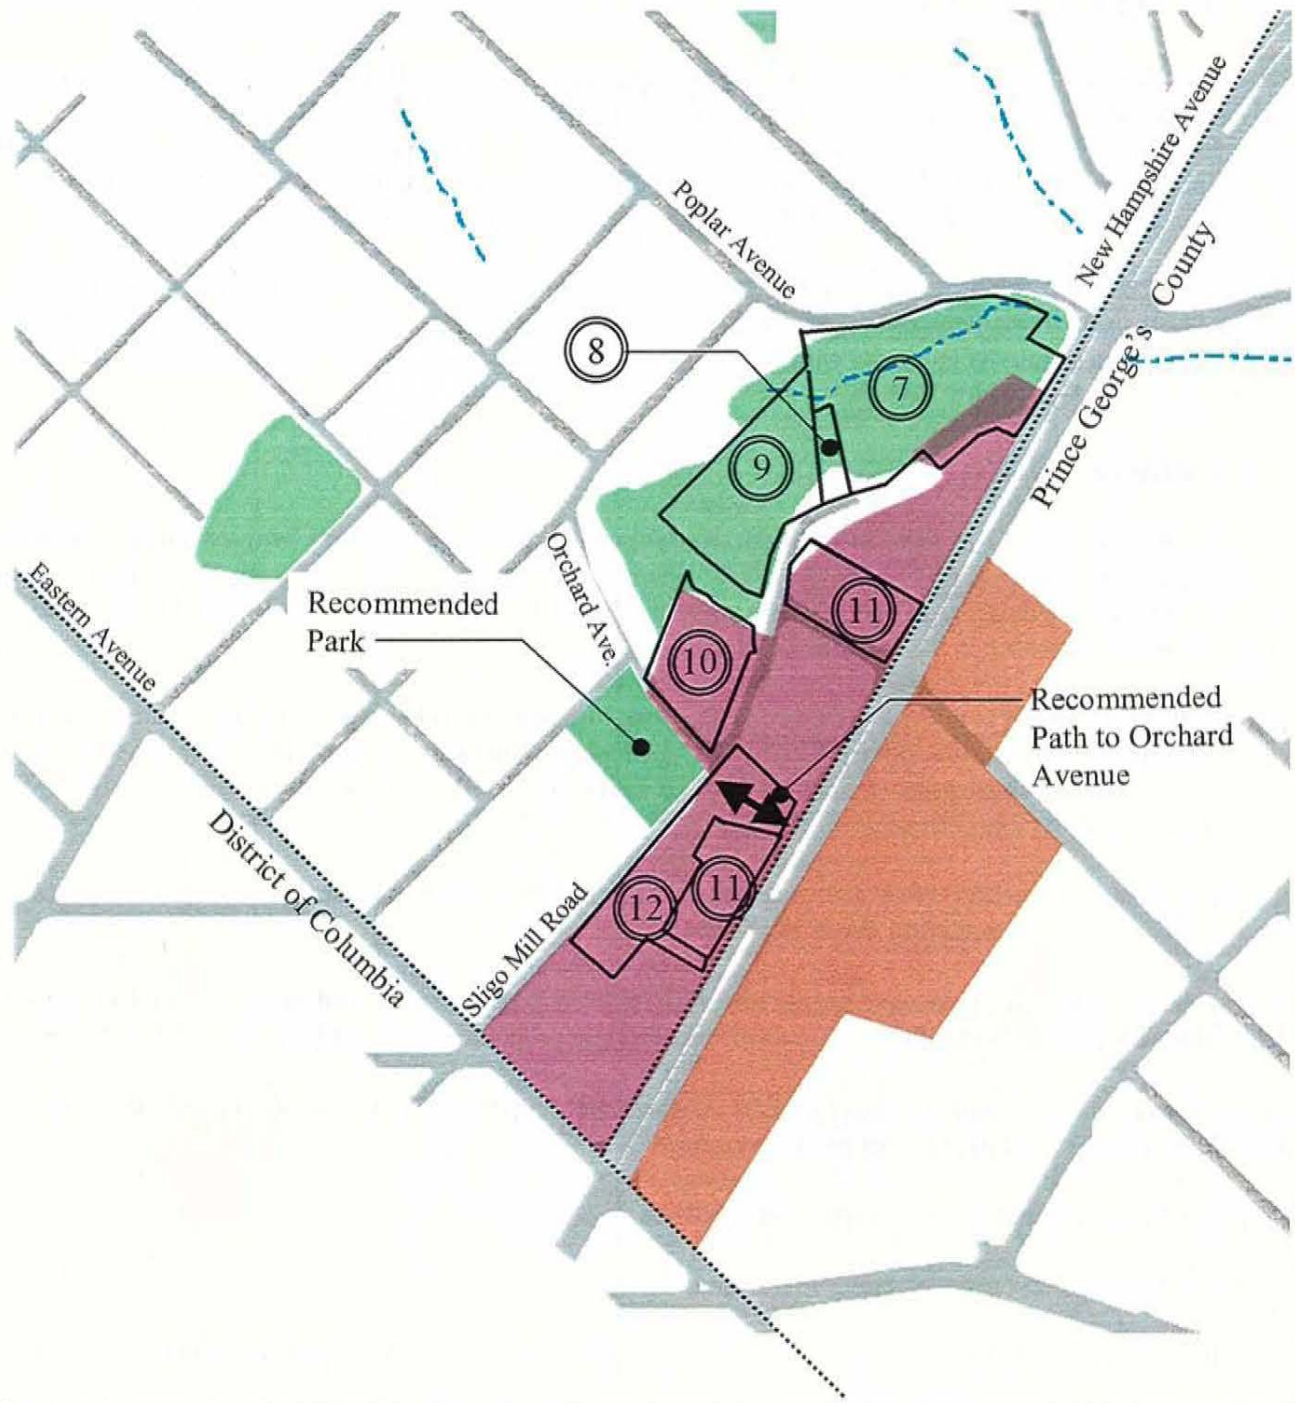 Poplar Avenue
New Hampshire Avenue
Prince George's County
8
7
9
Orchard Ave.
Eastern Avenue
Recommended
Park
11
10
Recommended
Path to Orchard
Avenue
District of Columbia
Sligo Mill Road
12
11